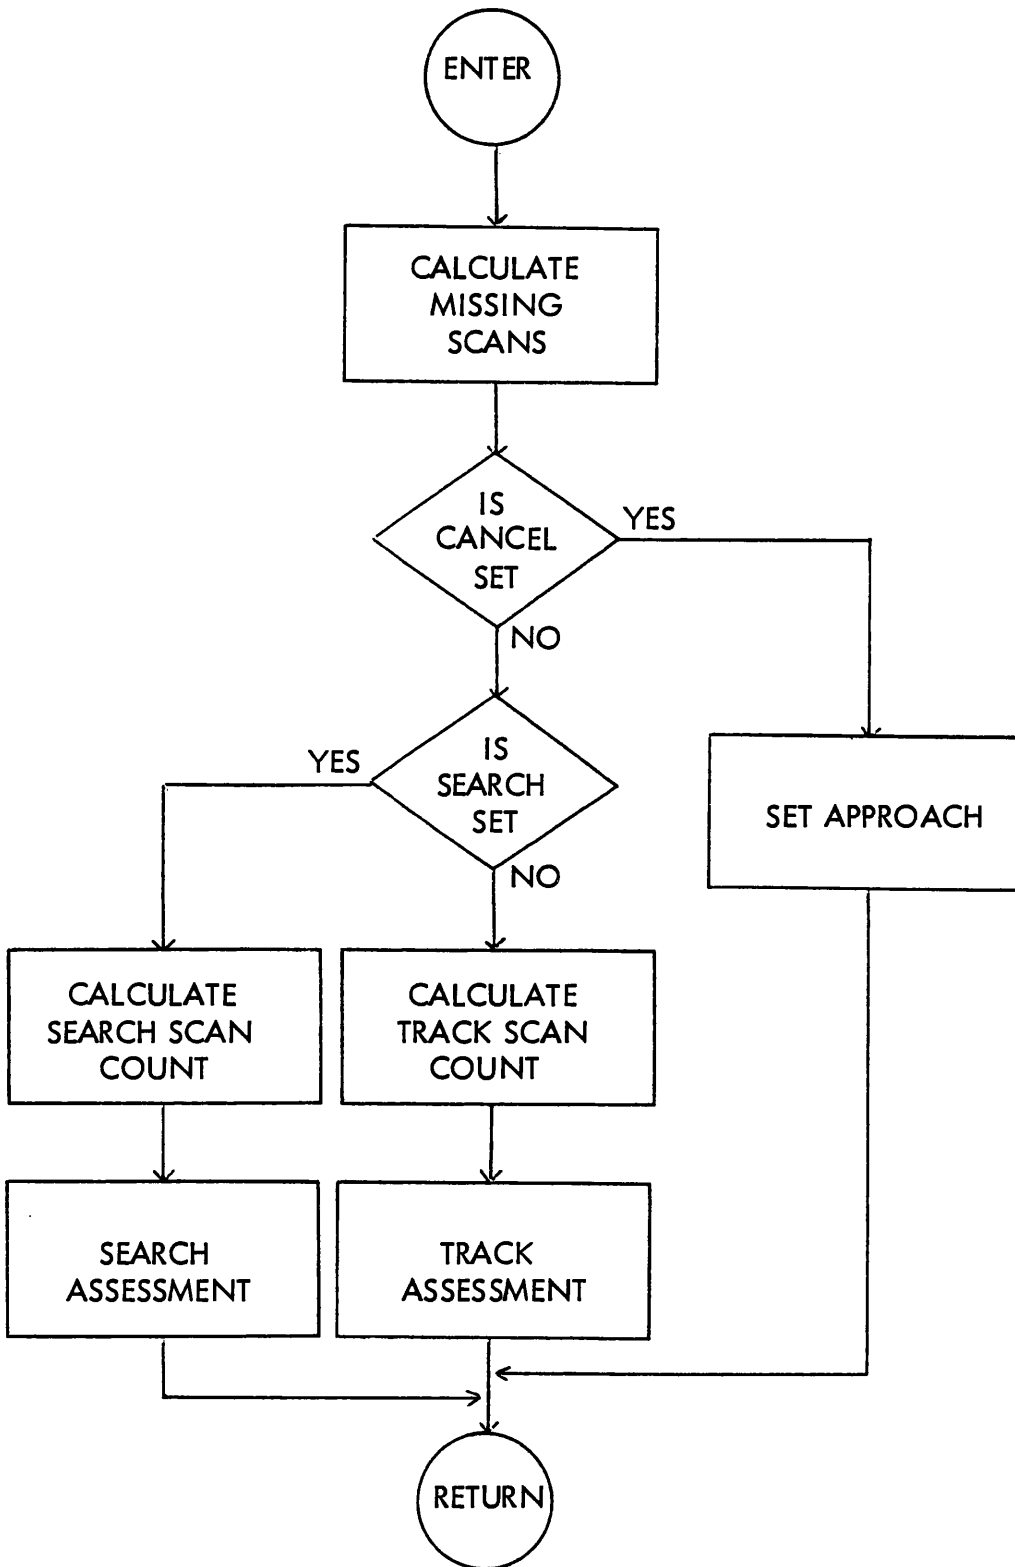 ENTER
CALCULATE
MISSING
SCANS
IS
CANCEL
SET
YES
NO
IS
SEARCH
SET
YES
NO
SET APPROACH
CALCULATE
SEARCH SCAN
COUNT
CALCULATE
TRACK SCAN
COUNT
SEARCH
ASSESSMENT
TRACK
ASSESSMENT
RETURN